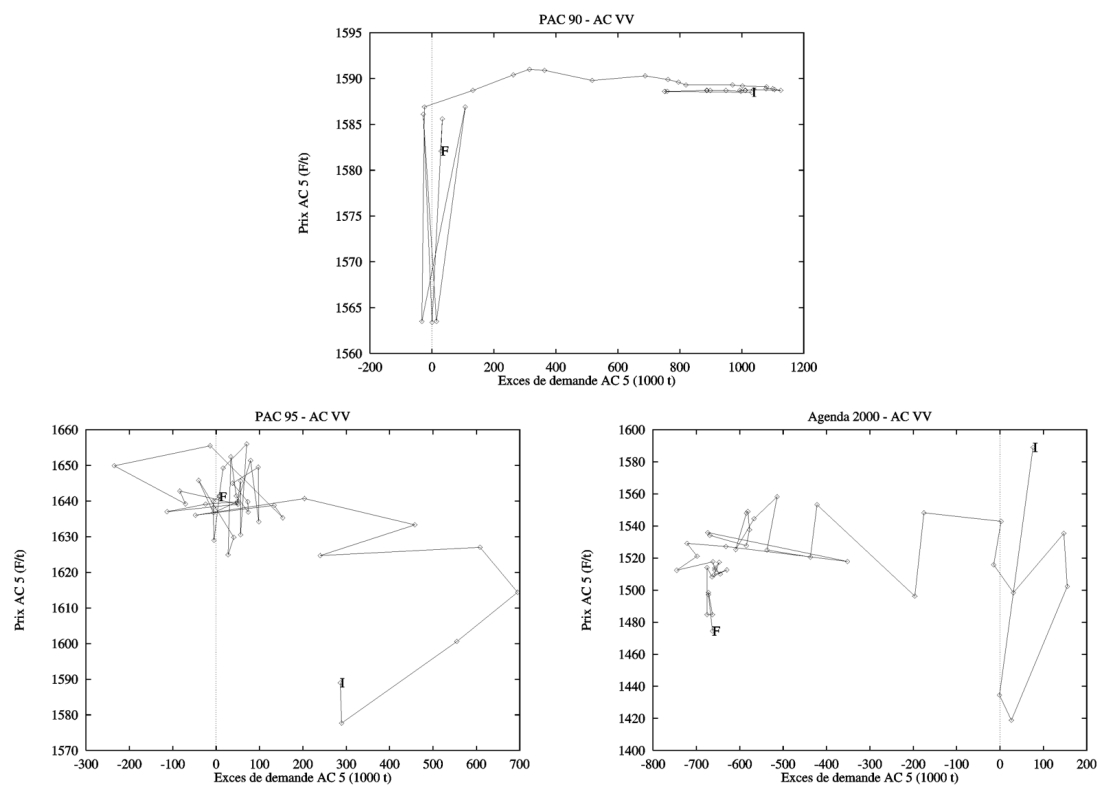 PAC 90 - AC VV
Prix AC 5 (F/t)
1595
1590
1585
1580
1575
1570
1565
1560
I
F
-200 0 200 400 600 800 1000 1200
Exces de demande AC 5 (1000 t)
PAC 95 - AC VV
Prix AC 5 (F/t)
1660
1650
1640
1630
1620
1610
1600
1590
1580
1570
F
I
-300 -200 -100 0 100 200 300 400 500 600 700
Exces de demande AC 5 (1000 t)
Agenda 2000 - AC VV
Prix AC 5 (F/t)
1600
1580
1560
1540
1520
1500
1480
1460
1440
1420
1400
I
F
-800 -700 -600 -500 -400 -300 -200 -100 0 100 200
Exces de demande AC 5 (1000 t)